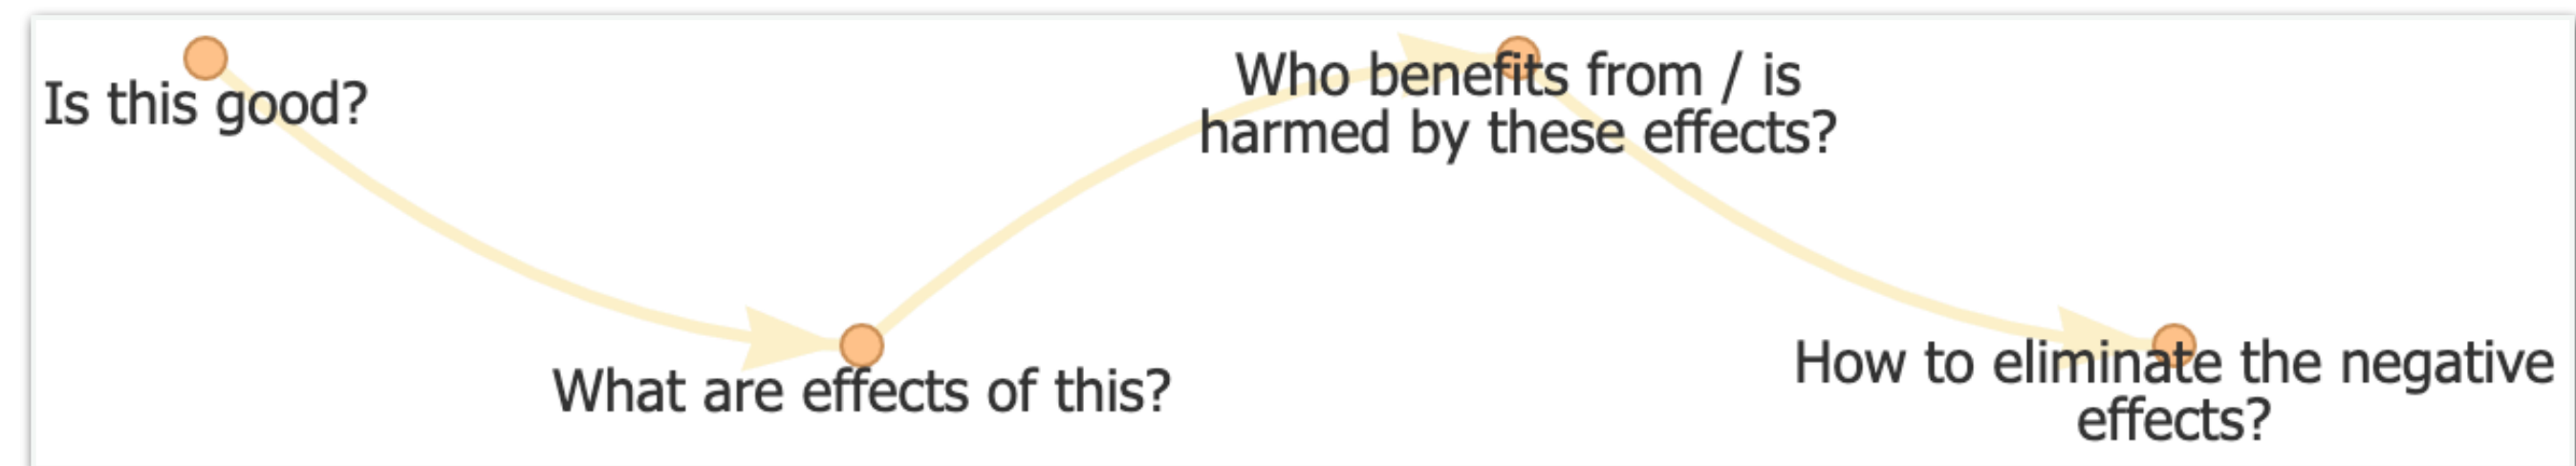 Is this good?
What are effects of this?
Who benefits from / is
harmed by these effects?
How to eliminate the negative
effects?